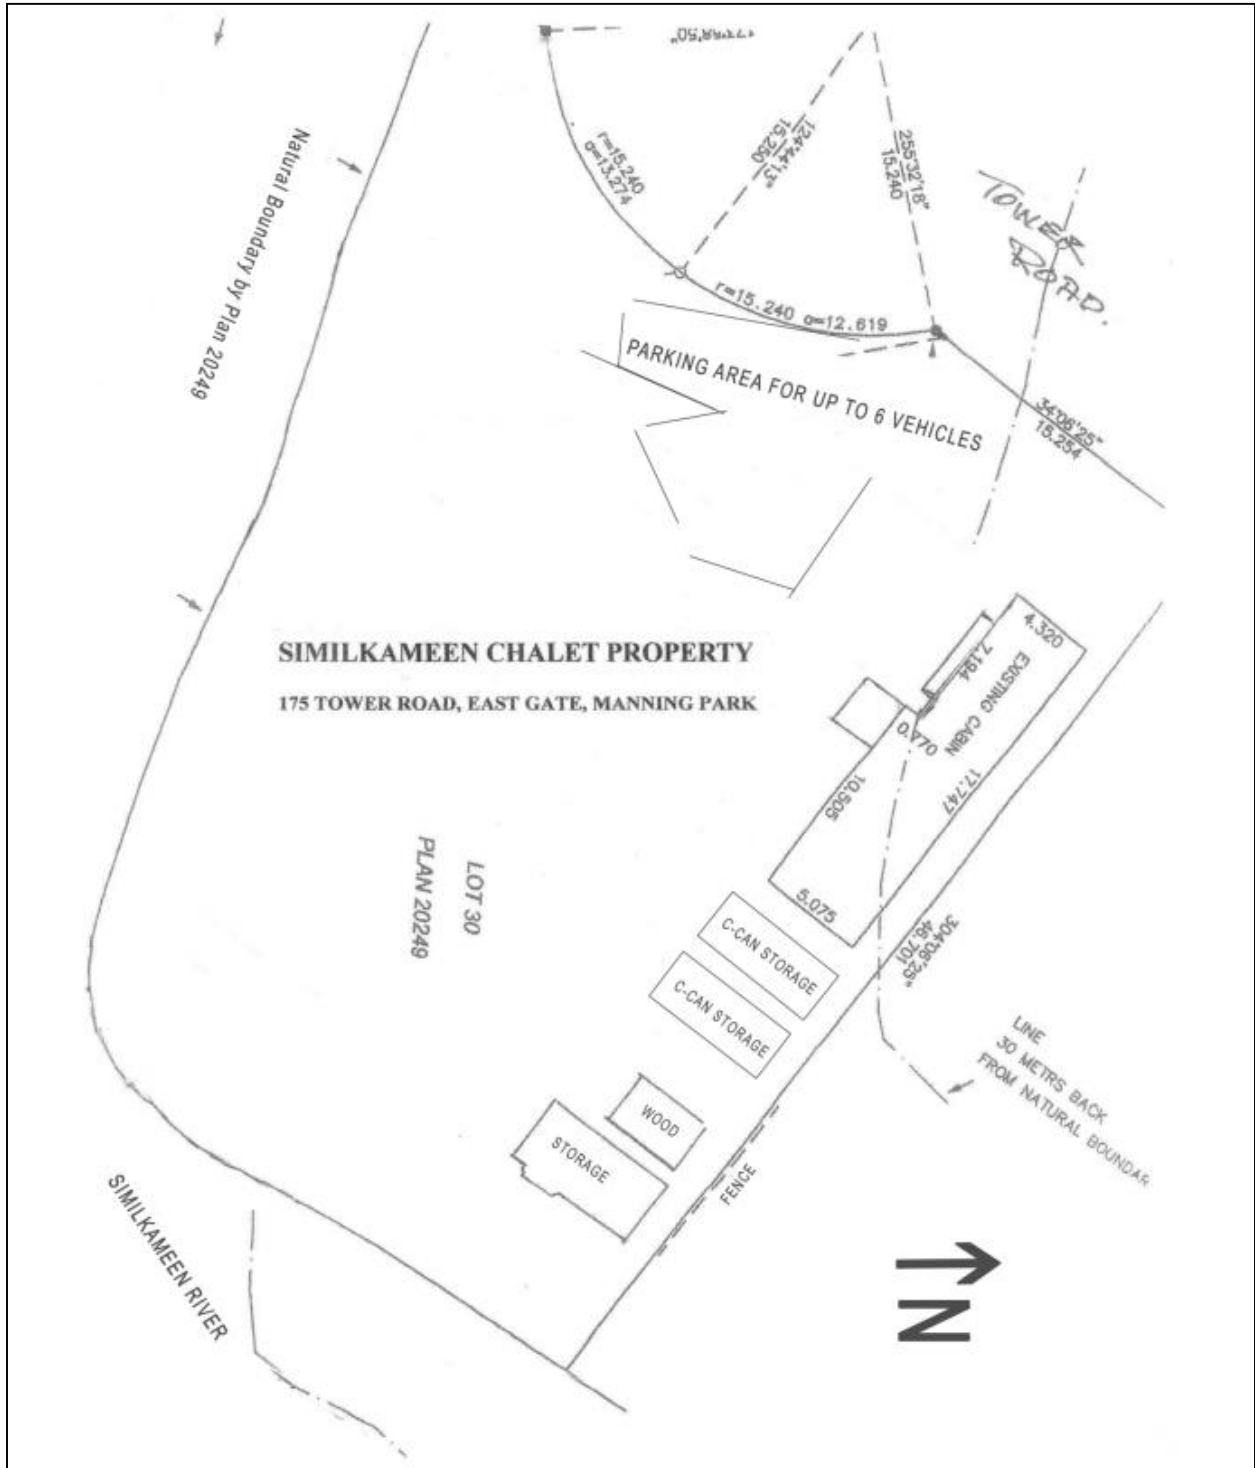 Natural Boundary by Plan 20249
r=15.240
a=13.274
124°44'13"
15.250
255°32'18"
15.240
TOWER
ROAD.
r=15.240 a=12.619
PARKING AREA FOR UP TO 6 VEHICLES
34°06'25"
15.254
SIMILKAMEEN CHALET PROPERTY
175 TOWER ROAD, EAST GATE, MANNING PARK
4.320
7.194
EXISTING CABIN
0.770
17.747
10.505
5.075
LOT 30
PLAN 20249
C-CAN STORAGE
C-CAN STORAGE
304°06'25"
46.701
LINE
30 METRS BACK
FROM NATURAL BOUNDAR
WOOD
STORAGE
FENCE
SIMILKAMEEN RIVER
N